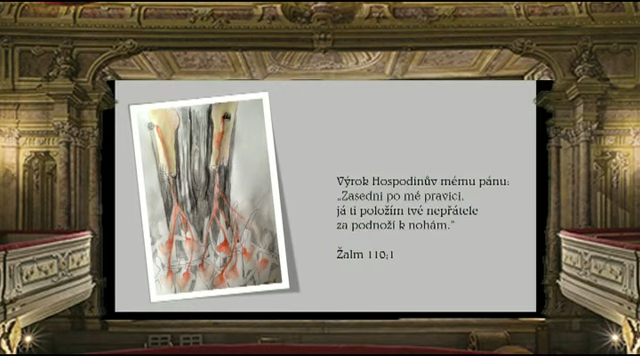 Výrok Hospodinův mému pánu:
„Zasedni po mé pravici,
já ti položím tvé nepřátele
za podnoží k nohám."
Žalm 110;1